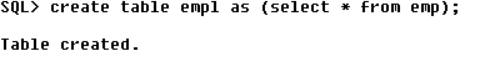 SQL> create table empl as (select * from emp);
Table created.